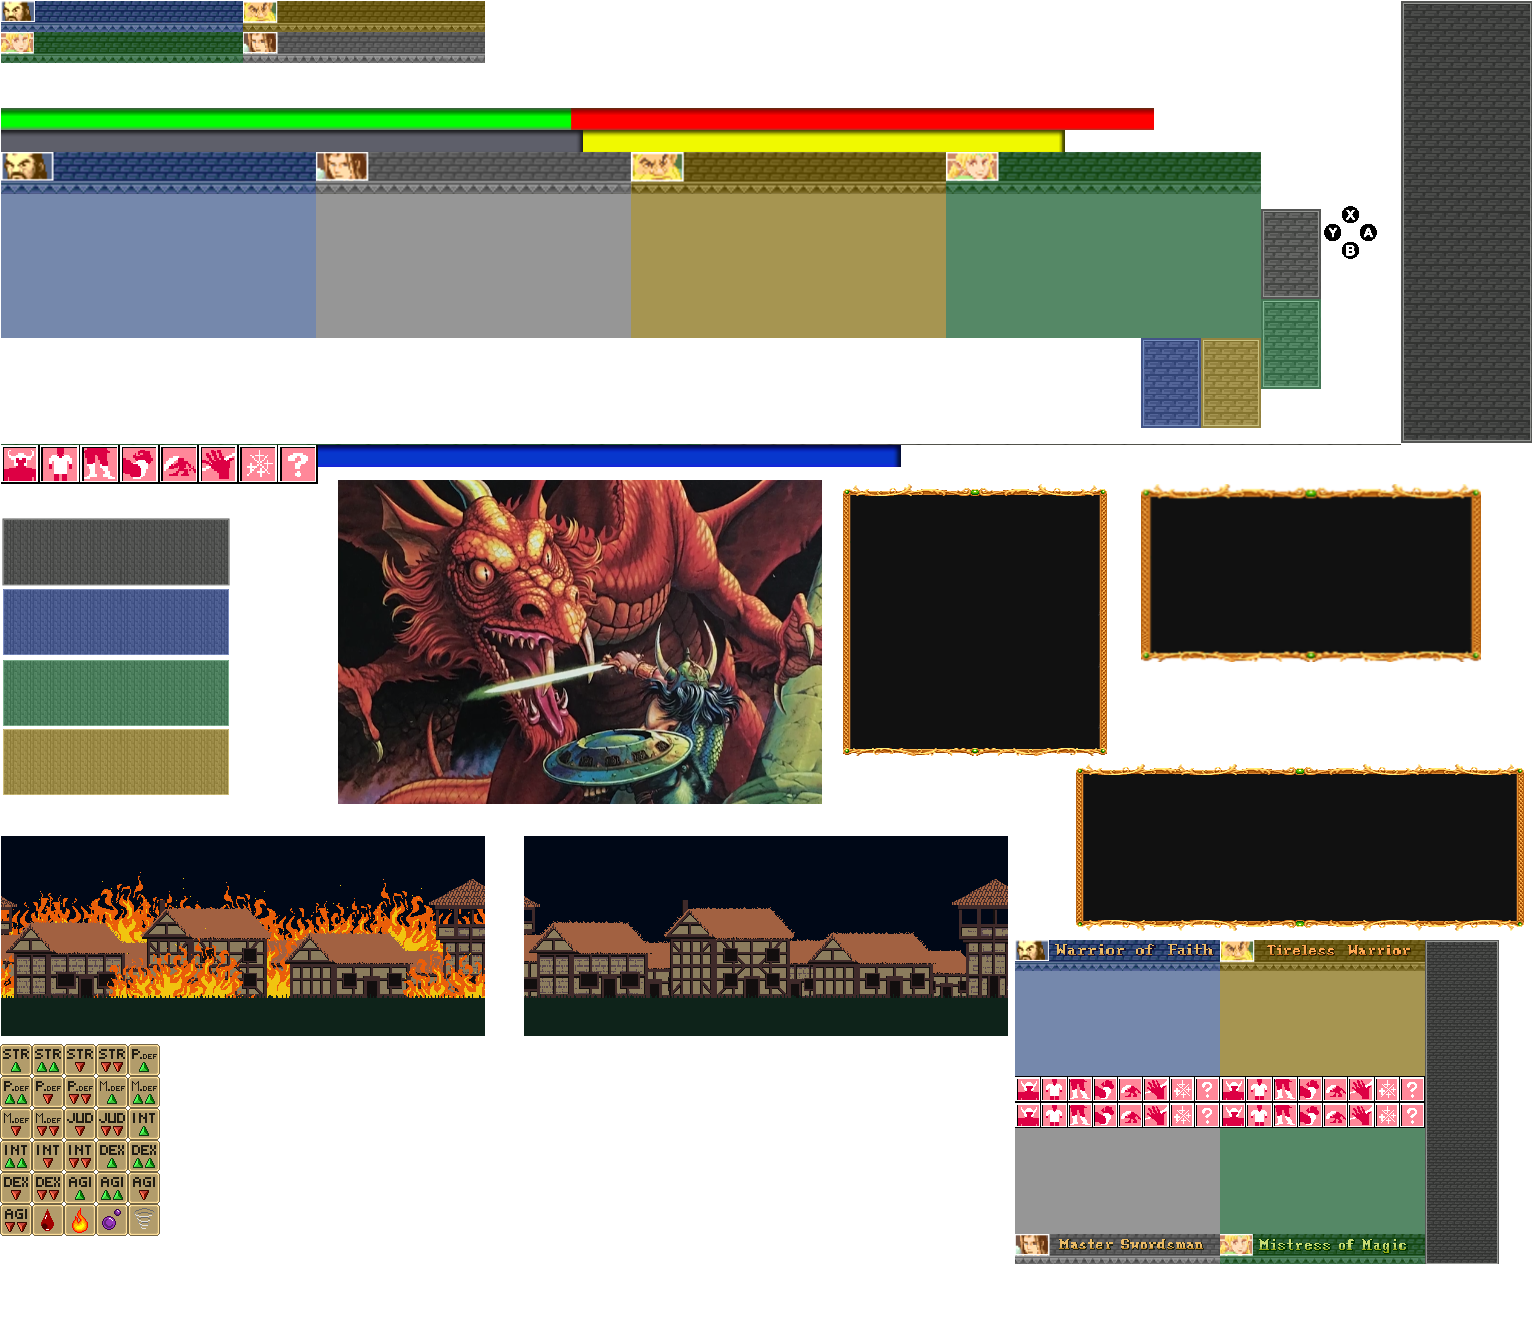 X
Y A
B
?
Warrior of Faith Tireless Warrior
? ?
? ?
Master Swordsman Mistress of Magic
STR STR STR STR P.DEF
P.DEF P.DEF P.DEF M.DEF M.DEF
M.DEF M.DEF JUD JUD INT
INT INT INT DEX DEX
DEX DEX AGI AGI AGI
AGI